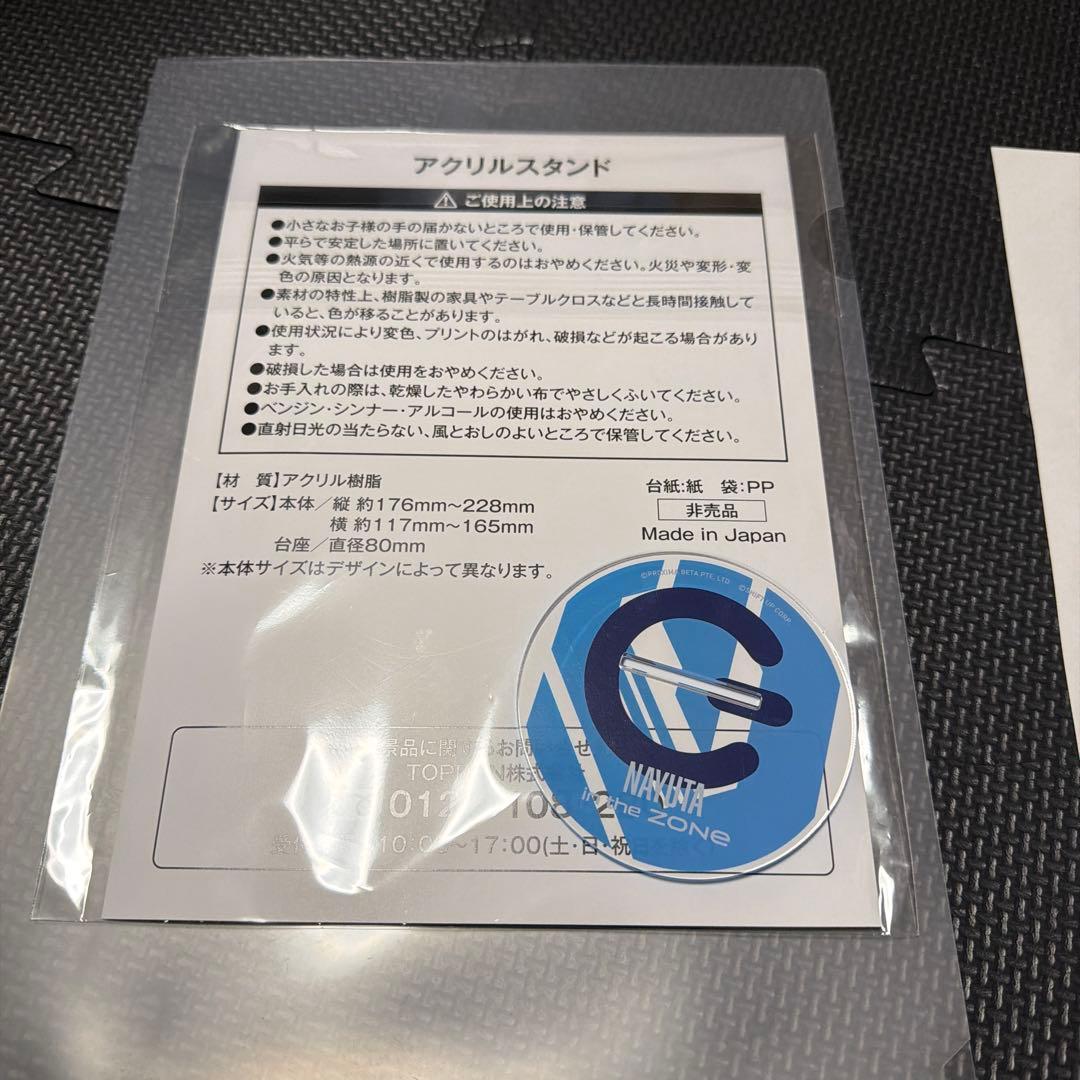 アクリルスタンド
⚠ ご使用上の注意
●小さなお子様の手の届かないところで使用・保管してください。
●平らで安定した場所に置いてください。
●火気等の熱源の近くで使用するのはおやめください。火災や変形・変
色の原因となります。
●素材の特性上、樹脂製の家具やテーブルクロスなどと長時間接触して
いると、色が移ることがあります。
●使用状況により変色、プリントのはがれ、破損などが起こる場合があり
ます。
●破損した場合は使用をおやめください。
●お手入れの際は、乾燥したやわらかい布でやさしくふいてください。
●ベンジン・シンナー・アルコールの使用はおやめください。
●直射日光の当たらない、風とおしのよいところで保管してください。
【材　質】アクリル樹脂
【サイズ】本体／縦 約176mm〜228mm
横 約117mm〜165mm
台座／直径80mm
※本体サイズはデザインによって異なります。
台紙:紙　袋:PP
非売品
Made in Japan
©PROXIMA BETA PTE. LTD ©SHIFT UP CORP.
G
NAYUTA
in the ZONe
景品に関するお問
株式
〜17:00(土・日・祝